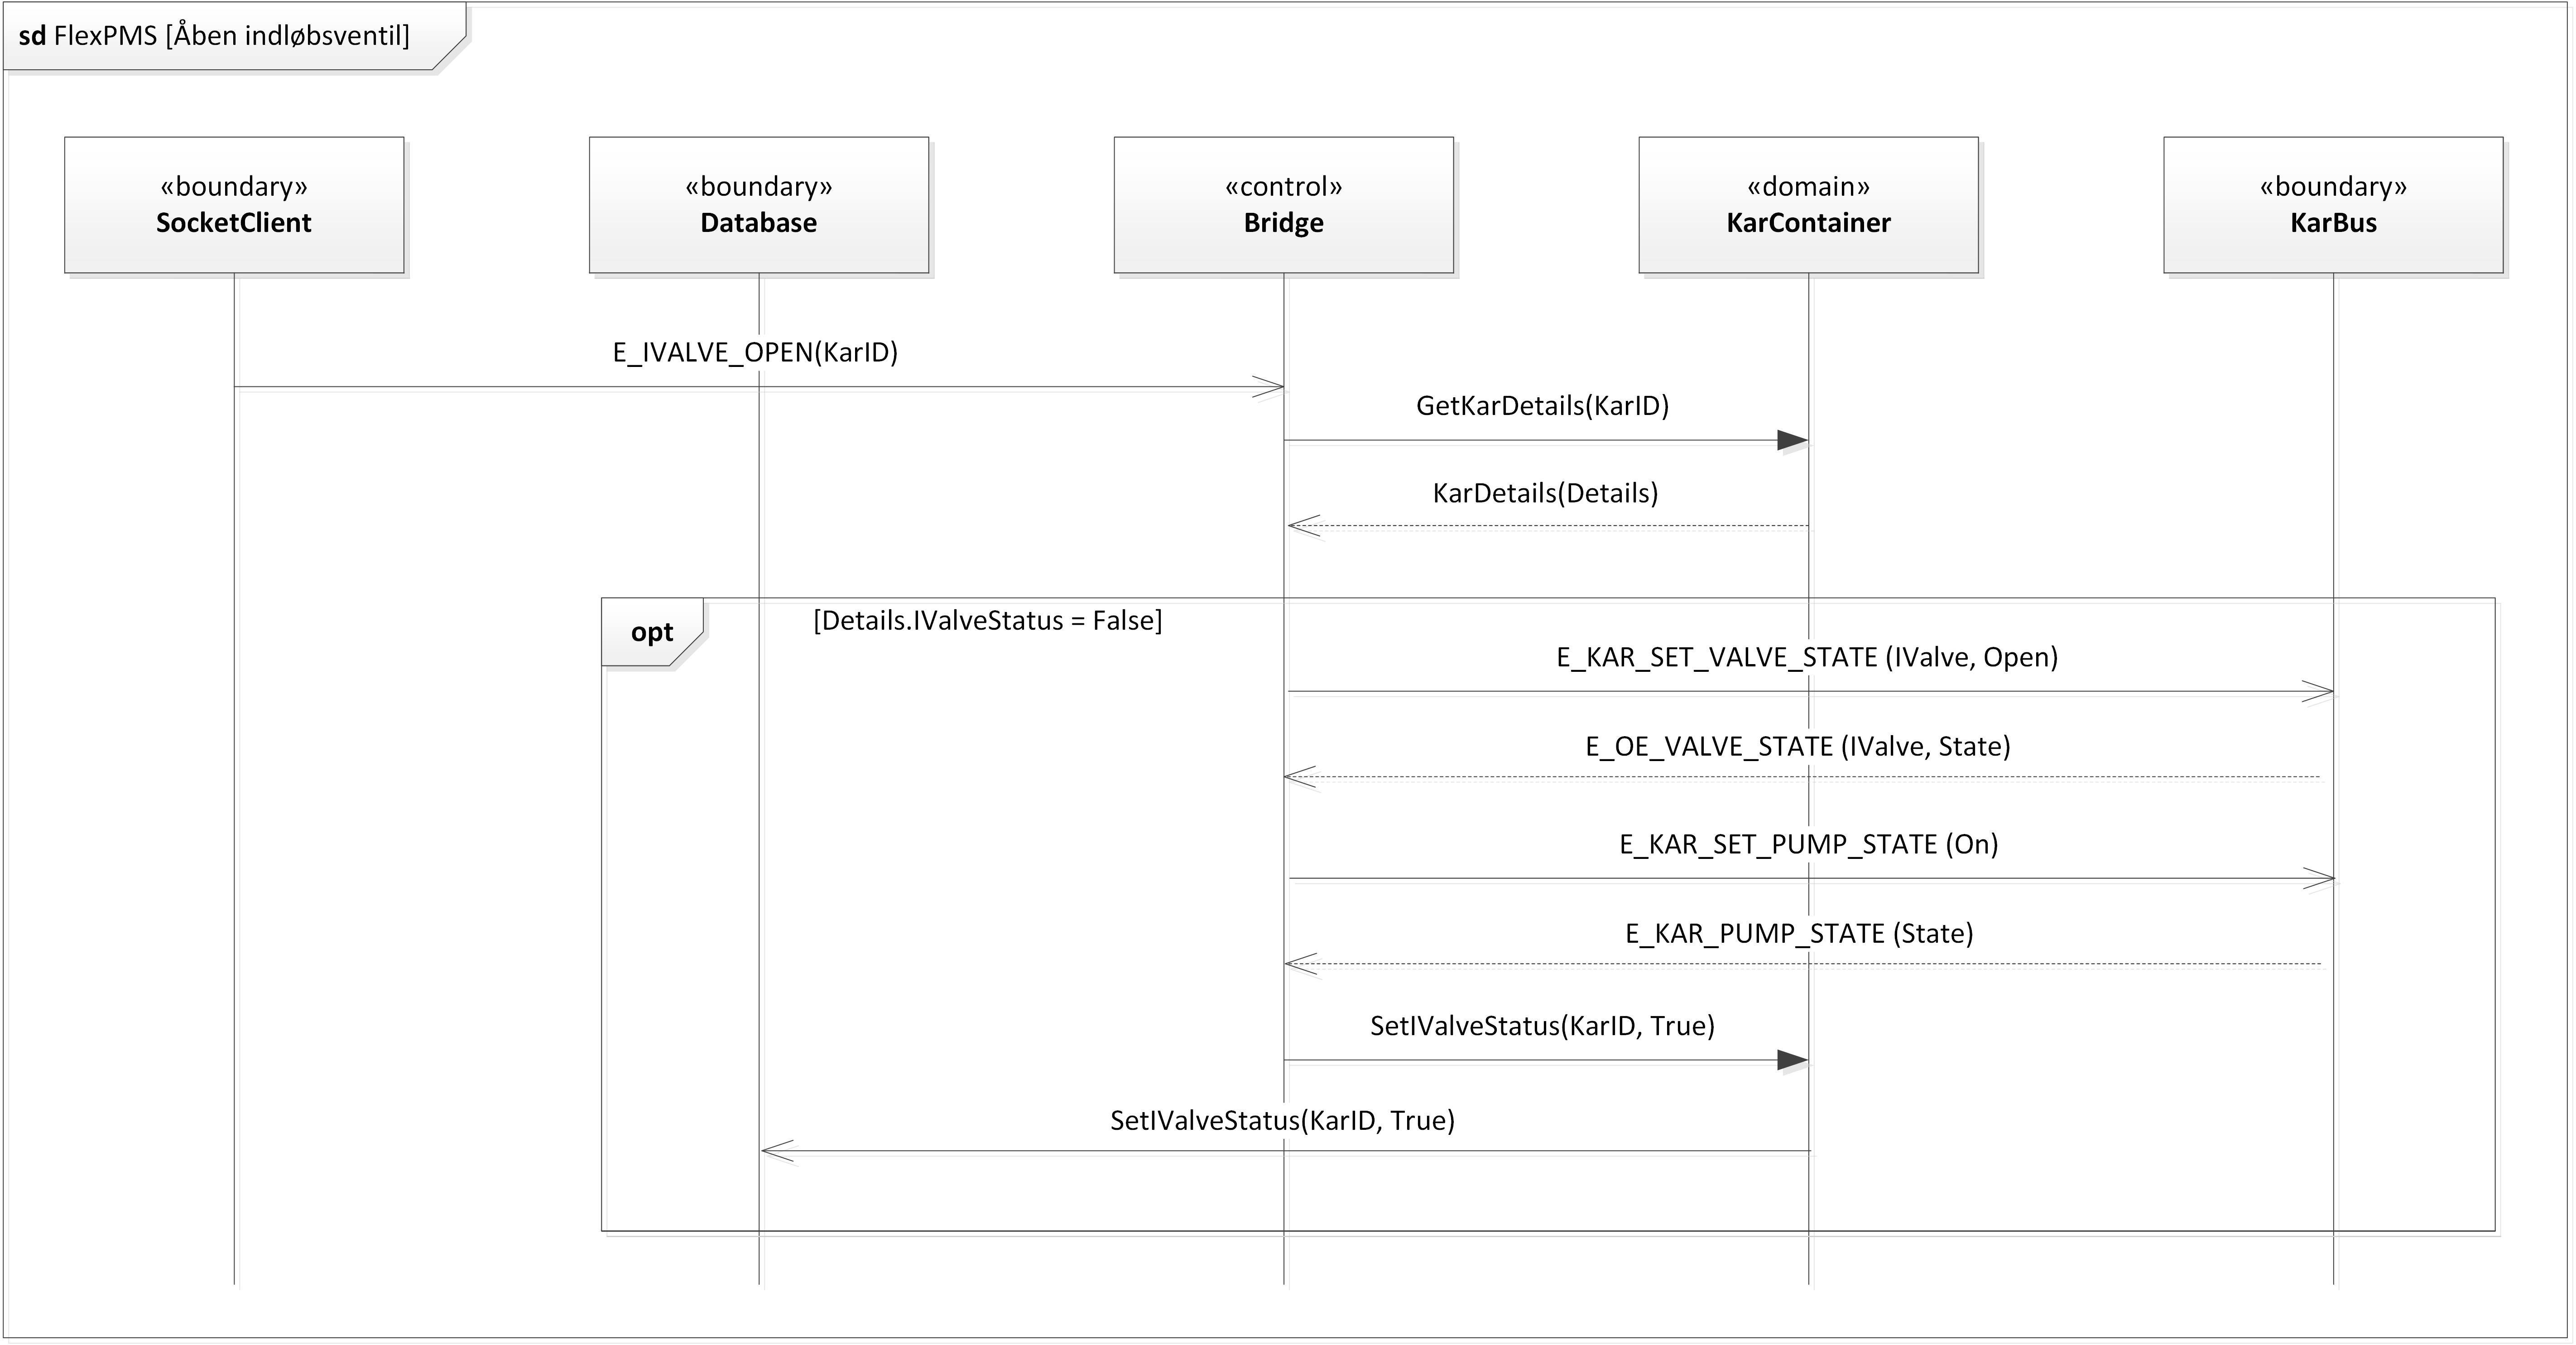 sd FlexPMS [Åben indløbsventil]
«boundary»
SocketClient
«boundary»
Database
«control»
Bridge
«domain»
KarContainer
«boundary»
KarBus
E_IVALVE_OPEN(KarID)
GetKarDetails(KarID)
KarDetails(Details)
opt
[Details.IValveStatus = False]
E_KAR_SET_VALVE_STATE (IValve, Open)
E_OE_VALVE_STATE (IValve, State)
E_KAR_SET_PUMP_STATE (On)
E_KAR_PUMP_STATE (State)
SetIValveStatus(KarID, True)
SetIValveStatus(KarID, True)